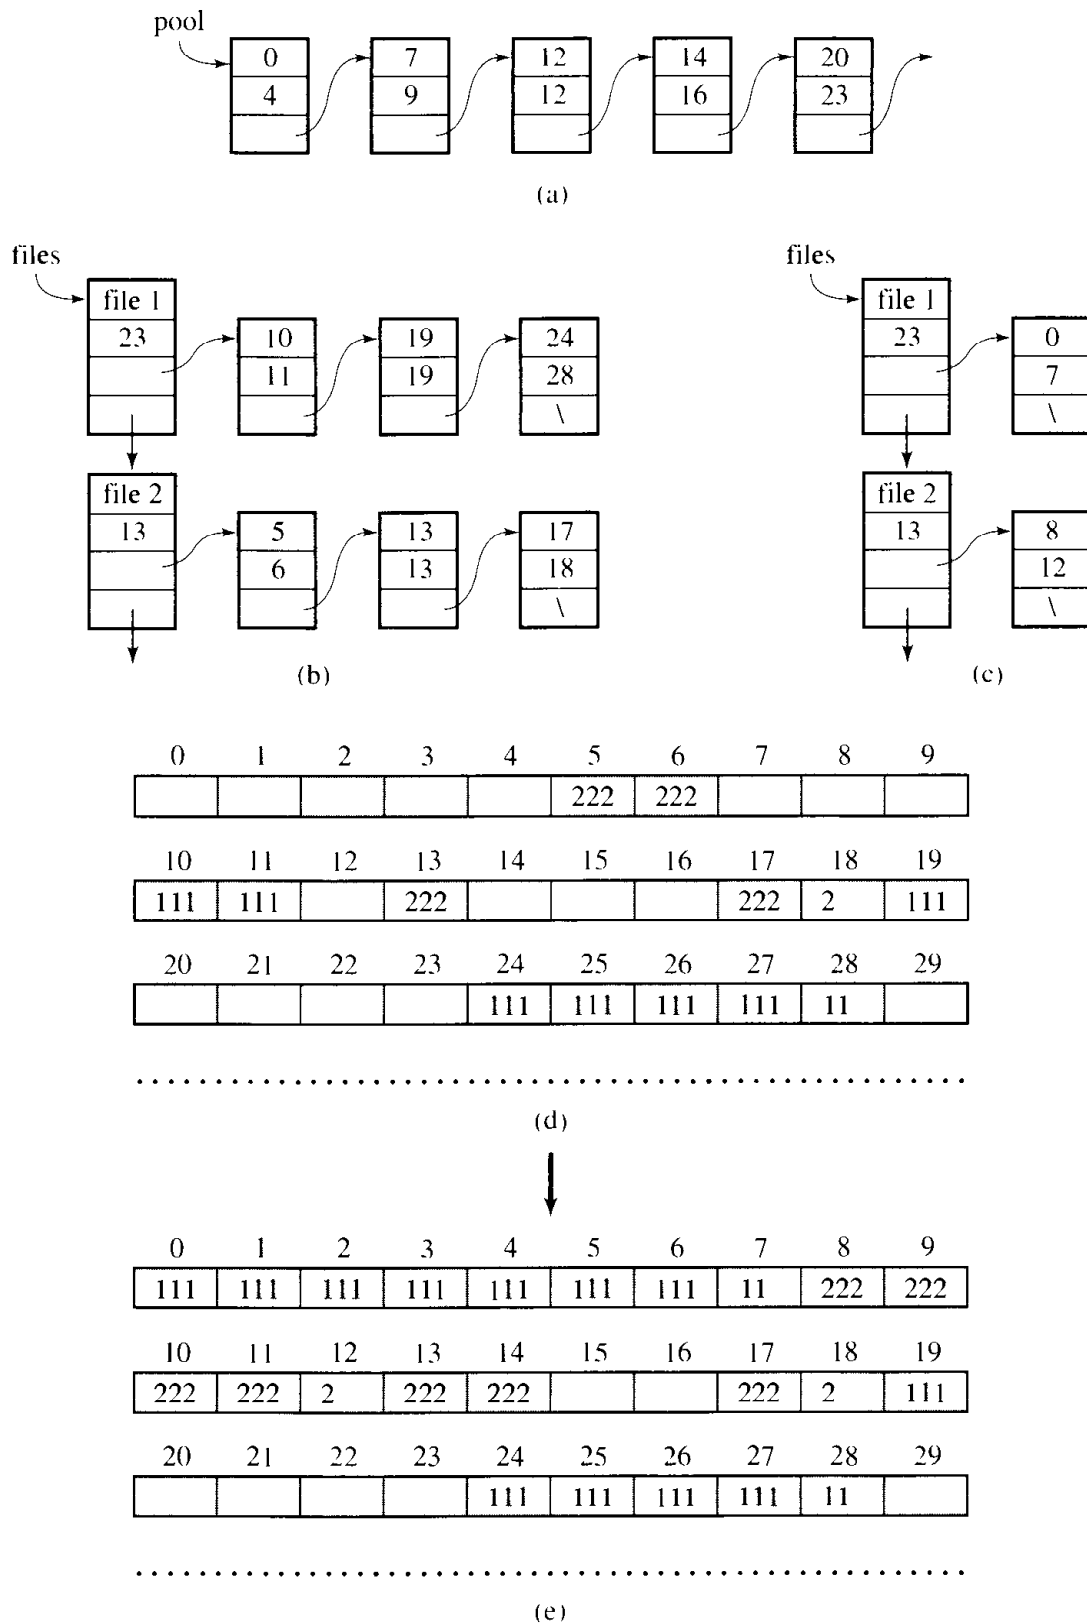 pool
0 7 12 14 20
4 9 12 16 23
(a)
files
file 1
23
10 19 24
11 19 28
\
file 2
13
5 13 17
6 13 18
\
(b)
files
file 1
23
0
7
\
file 2
13
8
12
\
(c)
0 1 2 3 4 5 6 7 8 9
222 222
10 11 12 13 14 15 16 17 18 19
111 111 222 222 2 111
20 21 22 23 24 25 26 27 28 29
111 111 111 111 11
(d)
0 1 2 3 4 5 6 7 8 9
111 111 111 111 111 111 111 11 222 222
10 11 12 13 14 15 16 17 18 19
222 222 2 222 222 222 2 111
20 21 22 23 24 25 26 27 28 29
111 111 111 111 11
(e)